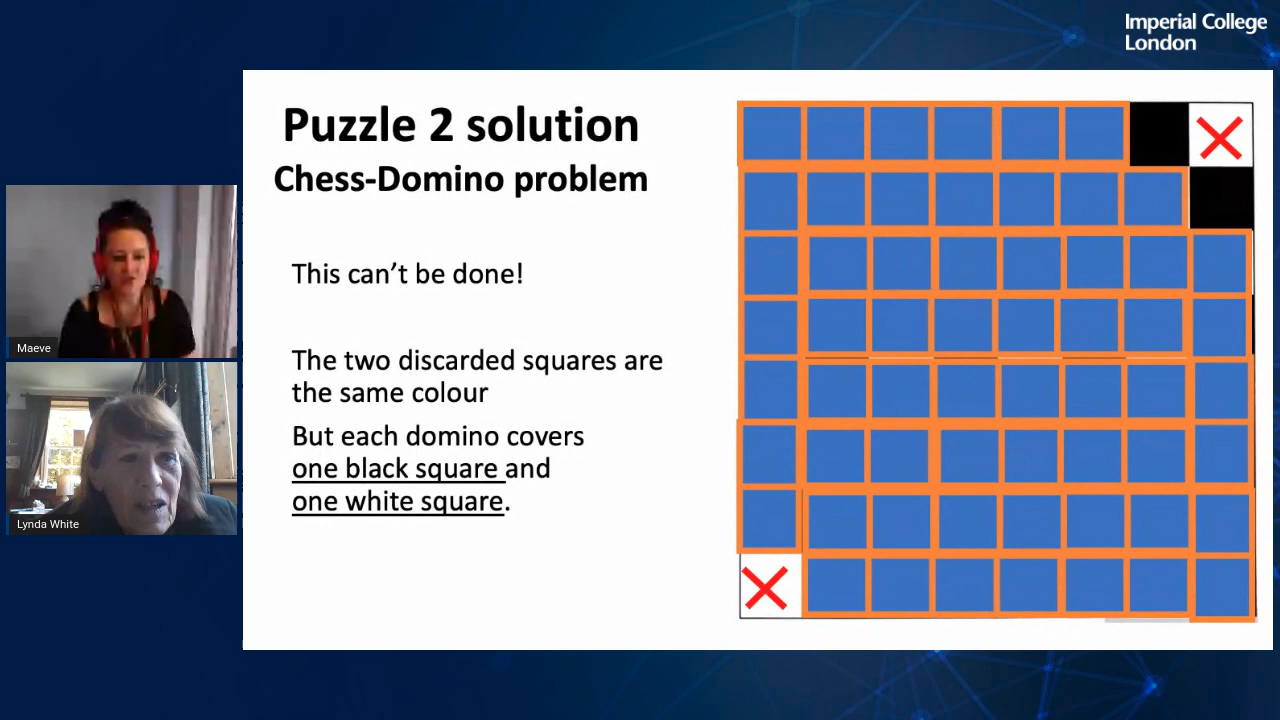 Imperial College
London
Puzzle 2 solution
Chess-Domino problem
This can’t be done!
The two discarded squares are
the same colour
But each domino covers
one black square and
one white square.
Maeve
Lynda White